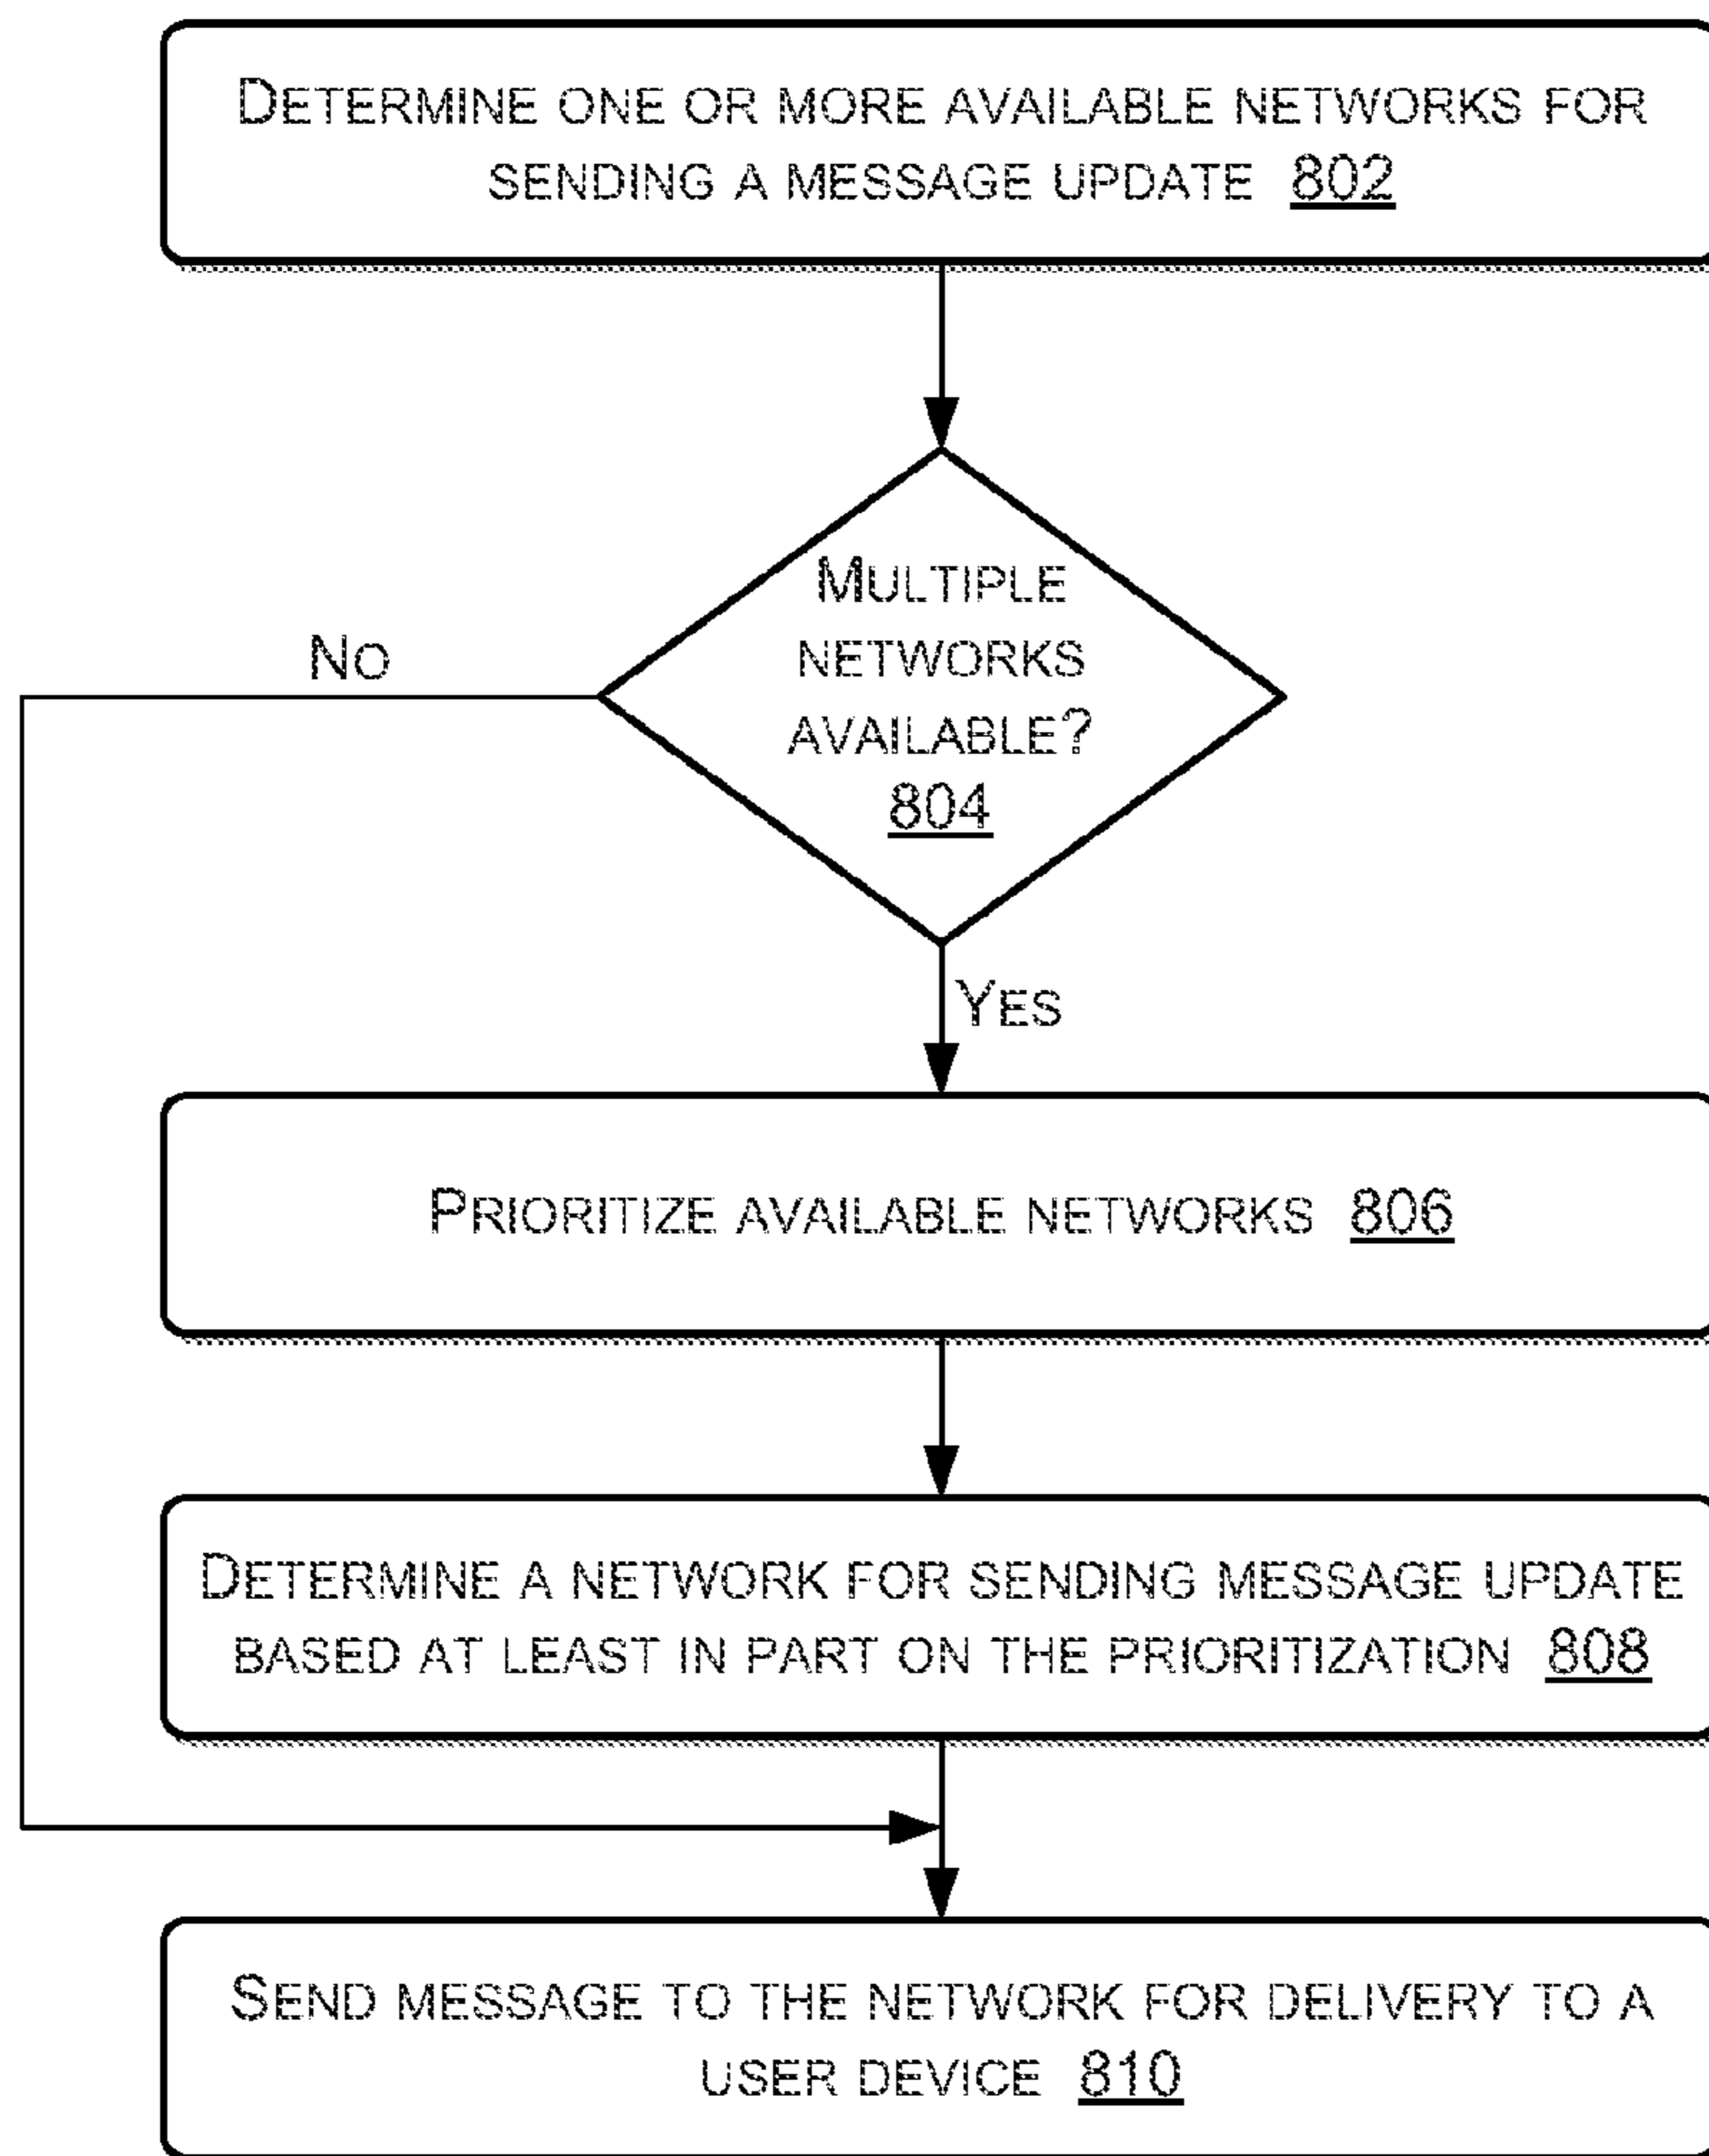 DETERMINE ONE OR MORE AVAILABLE NETWORKS FOR
SENDING A MESSAGE UPDATE 802
MULTIPLE
NETWORKS
AVAILABLE?
804
NO
YES
PRIORITIZE AVAILABLE NETWORKS 806
DETERMINE A NETWORK FOR SENDING MESSAGE UPDATE
BASED AT LEAST IN PART ON THE PRIORITIZATION 808
SEND MESSAGE TO THE NETWORK FOR DELIVERY TO A
USER DEVICE 810